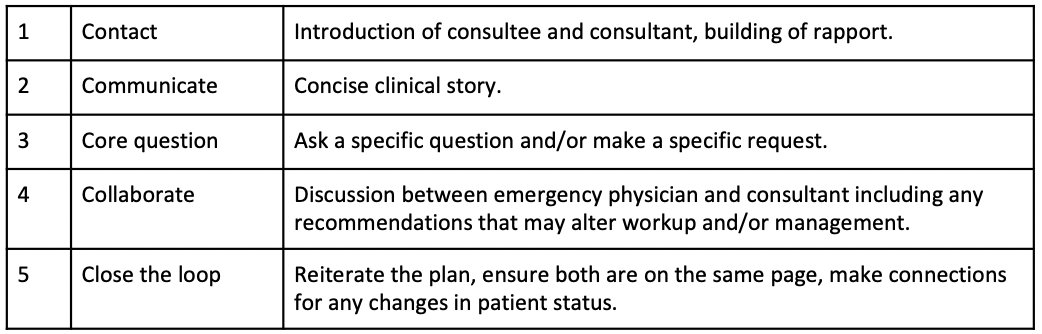 1 Contact Introduction of consultee and consultant, building of rapport.
2 Communicate Concise clinical story.
3 Core question Ask a specific question and/or make a specific request.
4 Collaborate Discussion between emergency physician and consultant including any
recommendations that may alter workup and/or management.
5 Close the loop Reiterate the plan, ensure both are on the same page, make connections
for any changes in patient status.